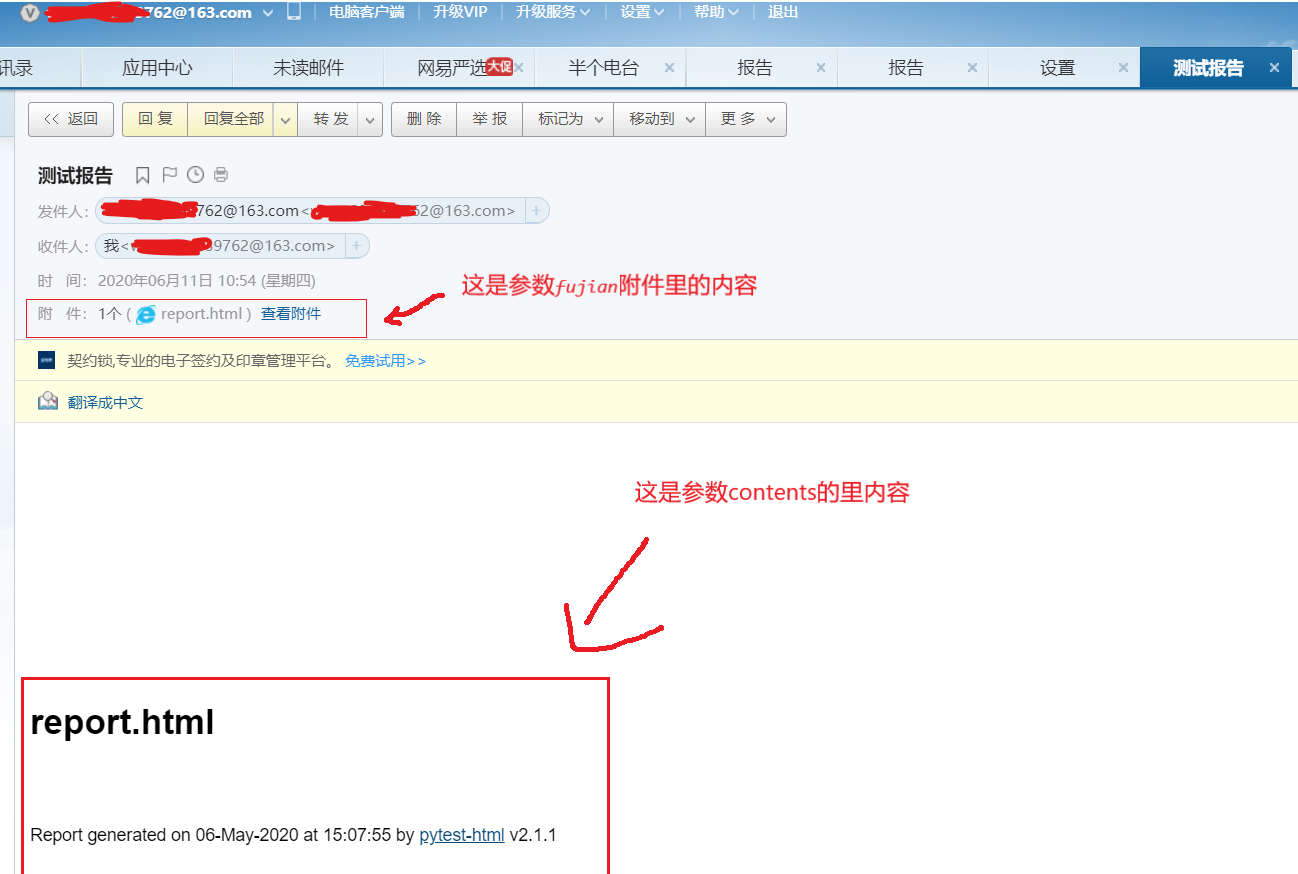 762@163.com 电脑客户端 升级VIP 升级服务 设置 帮助 退出
讯录 应用中心 未读邮件 网易严选 大促 半个电台 报告 报告 设置 测试报告
<< 返回 回复 回复全部 转发 删除 举报 标记为 移动到 更多
测试报告
发件人: 762@163.com< 62@163.com>
收件人: 我< 39762@163.com>
时 间: 2020年06月11日 10:54 (星期四)
这是参数fujian附件里的内容
附 件: 1个 ( report.html ) 查看附件
契约锁,专业的电子签约及印章管理平台。 免费试用>>
翻译成中文
这是参数contents的里内容
report.html
Report generated on 06-May-2020 at 15:07:55 by pytest-html v2.1.1